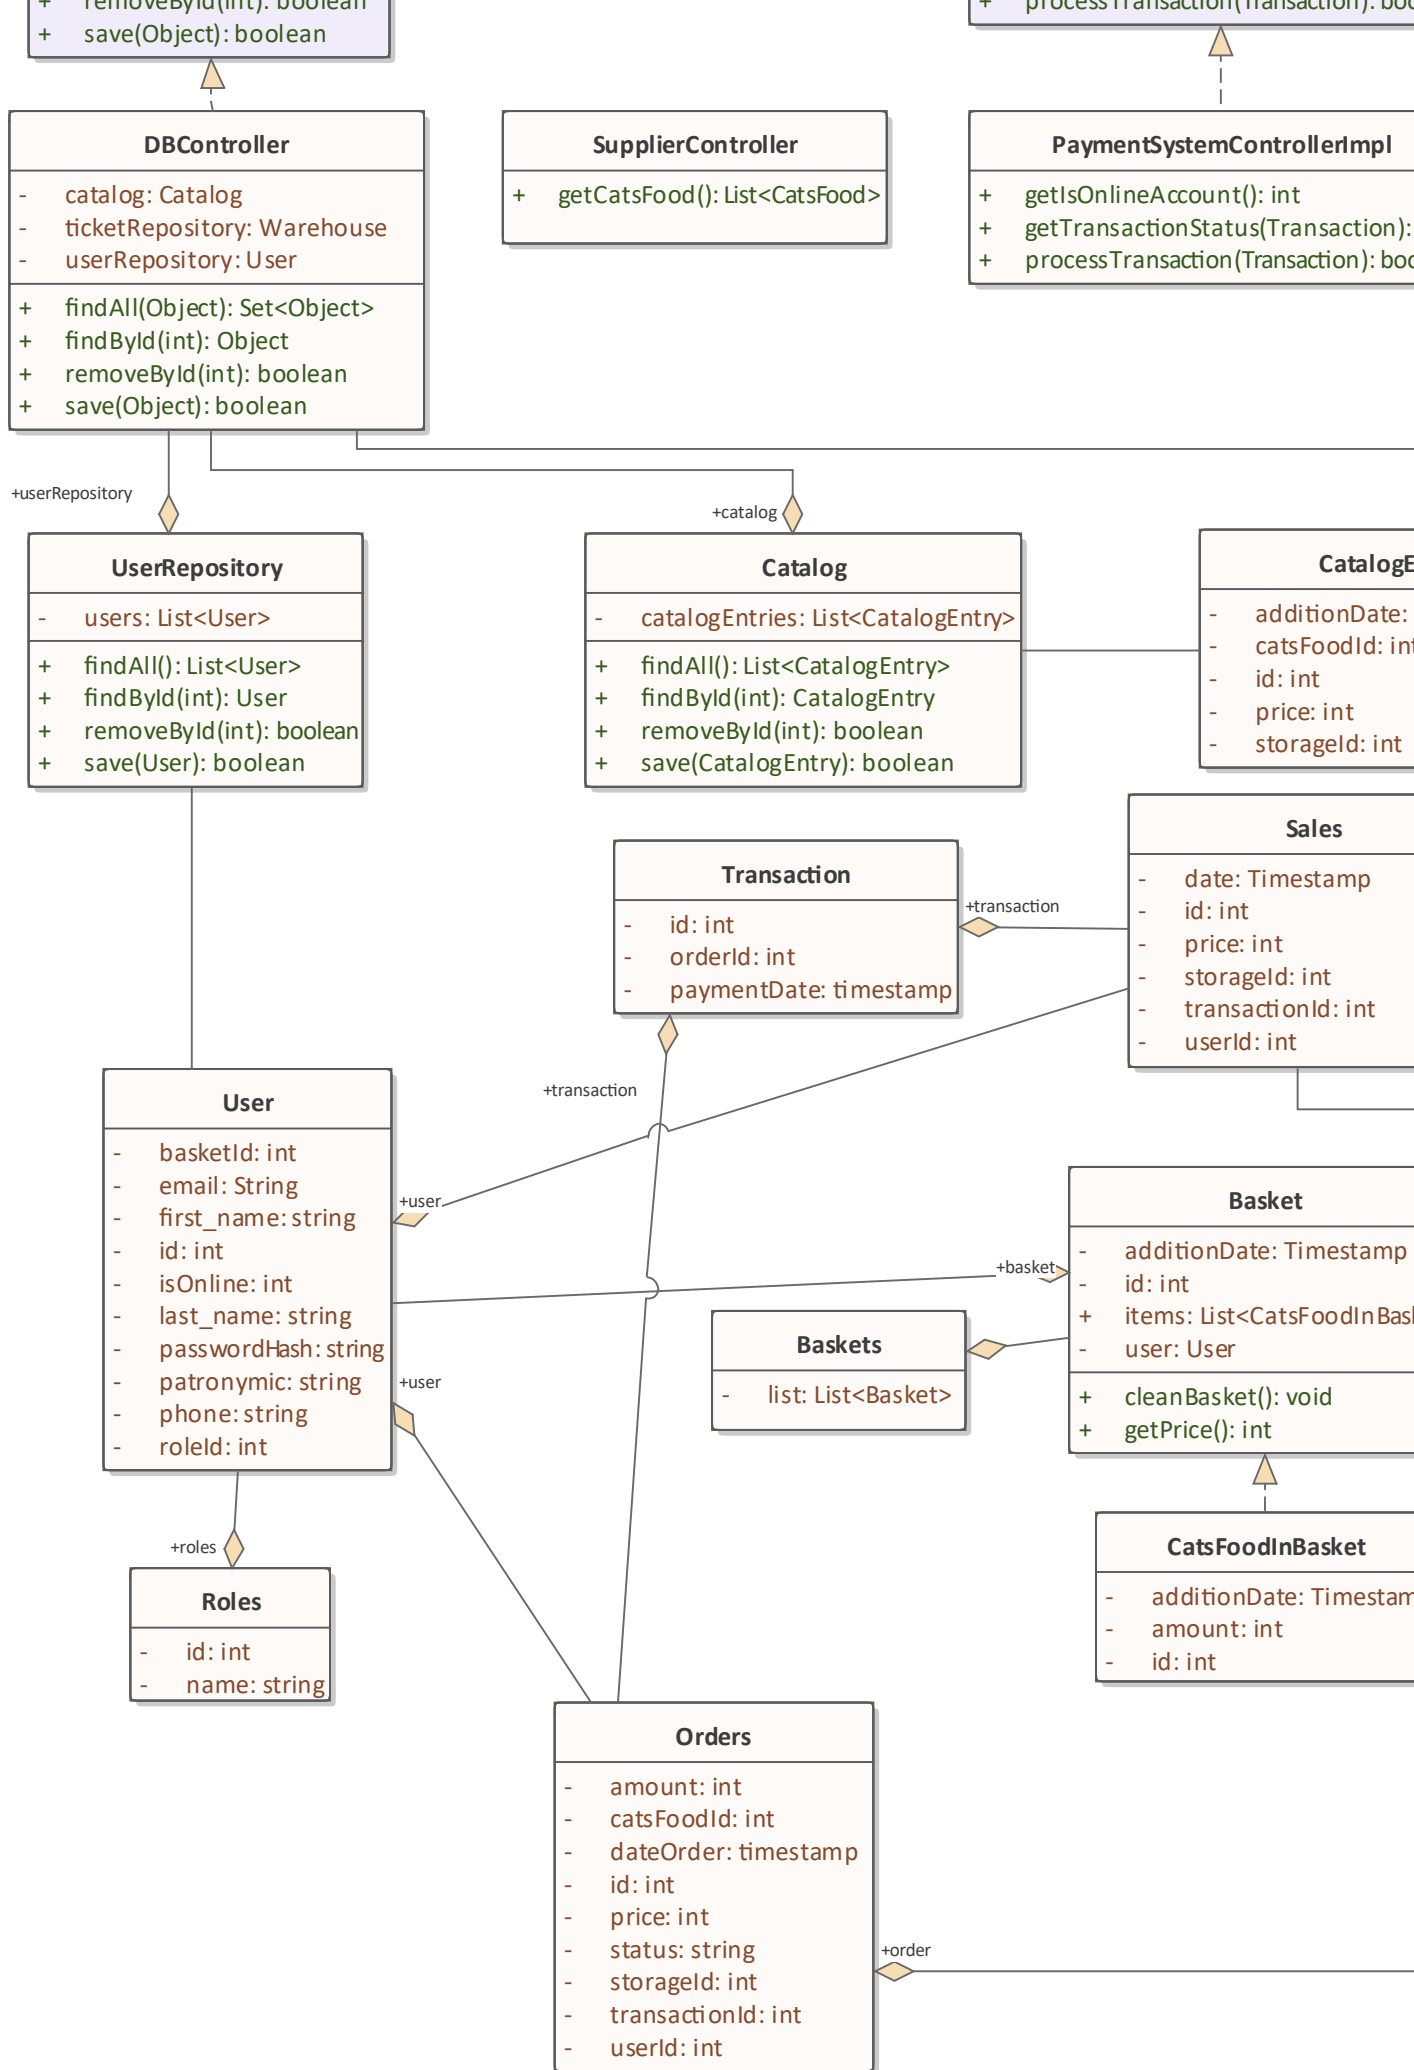 + removeById(int): boolean
+ save(Object): boolean
+ processTransaction(Transaction): boo
DBController
- catalog: Catalog
- ticketRepository: Warehouse
- userRepository: User
+ findAll(Object): Set<Object>
+ findById(int): Object
+ removeById(int): boolean
+ save(Object): boolean
SupplierController
+ getCatsFood(): List<CatsFood>
PaymentSystemControllerImpl
+ getIsOnlineAccount(): int
+ getTransactionStatus(Transaction):
+ processTransaction(Transaction): boo
+userRepository
+catalog
UserRepository
- users: List<User>
+ findAll(): List<User>
+ findById(int): User
+ removeById(int): boolean
+ save(User): boolean
Catalog
- catalogEntries: List<CatalogEntry>
+ findAll(): List<CatalogEntry>
+ findById(int): CatalogEntry
+ removeById(int): boolean
+ save(CatalogEntry): boolean
CatalogE
- additionDate:
- catsFoodId: int
- id: int
- price: int
- storageId: int
Transaction
- id: int
- orderId: int
- paymentDate: timestamp
+transaction
+transaction
Sales
- date: Timestamp
- id: int
- price: int
- storageId: int
- transactionId: int
- userId: int
User
- basketId: int
- email: String
- first_name: string
- id: int
- isOnline: int
- last_name: string
- passwordHash: string
- patronymic: string
- phone: string
- roleId: int
+user
+user
+basket
Basket
- additionDate: Timestamp
- id: int
+ items: List<CatsFoodInBas
- user: User
+ cleanBasket(): void
+ getPrice(): int
Baskets
- list: List<Basket>
+roles
Roles
- id: int
- name: string
CatsFoodInBasket
- additionDate: Timestam
- amount: int
- id: int
Orders
- amount: int
- catsFoodId: int
- dateOrder: timestamp
- id: int
- price: int
- status: string
- storageId: int
- transactionId: int
- userId: int
+order